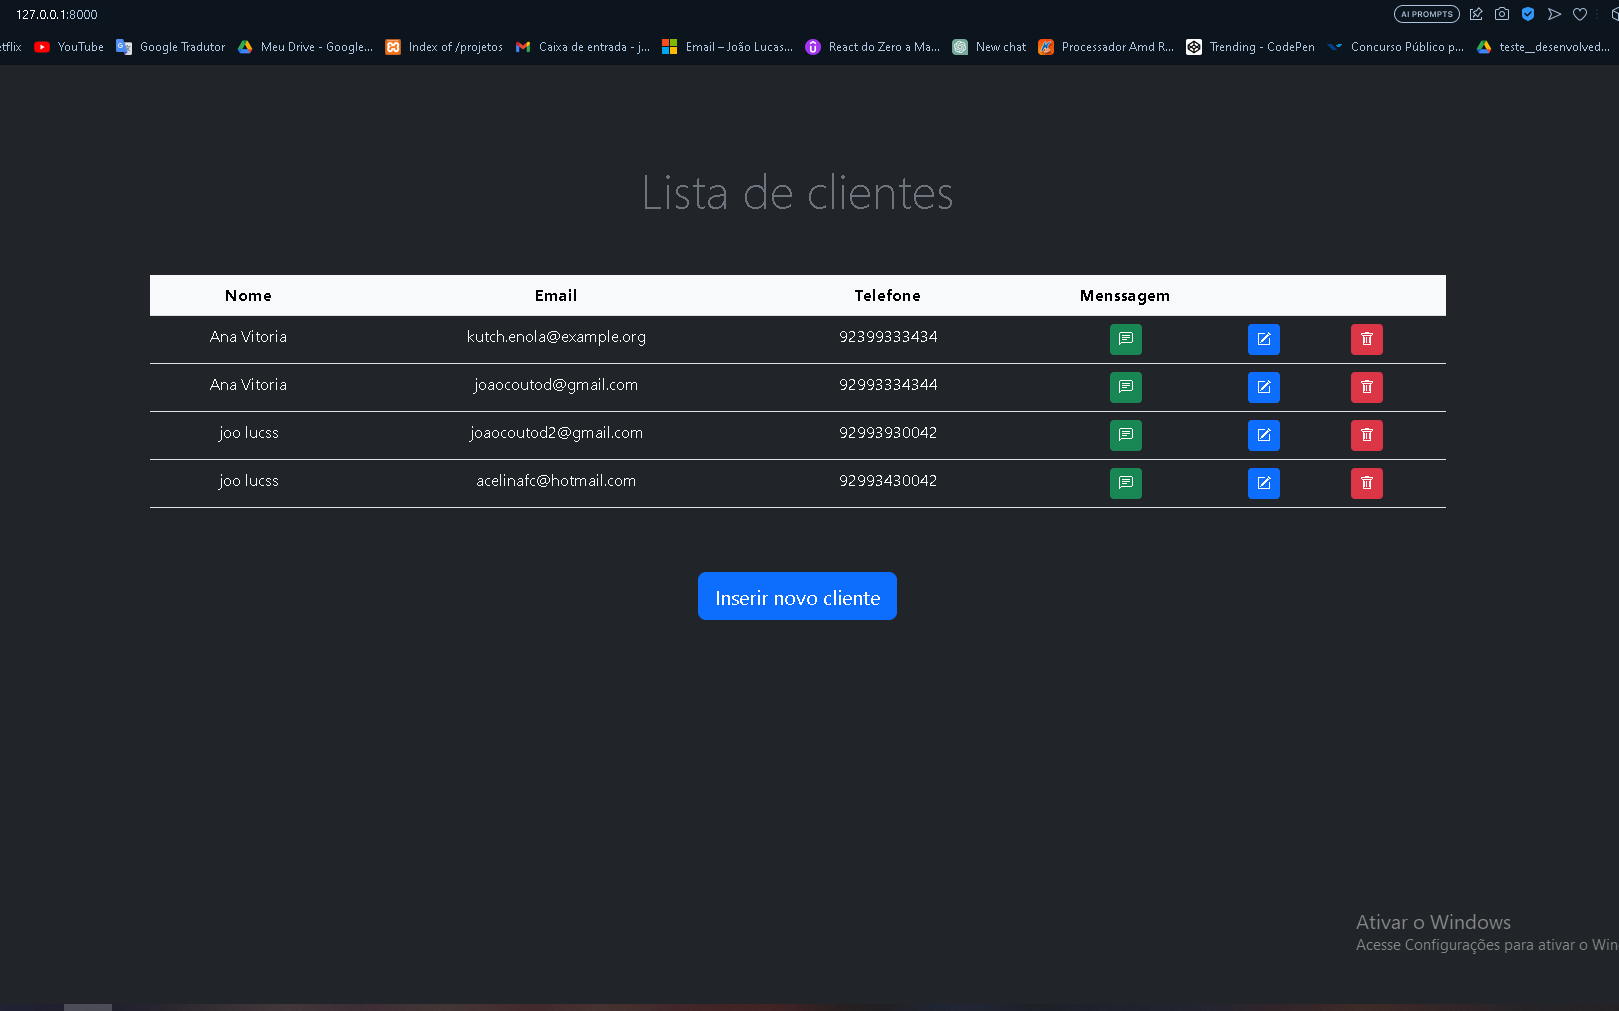 127.0.0.1:8000 AI PROMPTS
YouTube Google Tradutor Meu Drive - Google... Index of /projetos Caixa de entrada - j... Email – João Lucas... React do Zero a Ma... New chat Processador Amd R... Trending - CodePen Concurso Público p... teste_desenvolved...
Lista de clientes
Nome Email Telefone Menssagem
Ana Vitoria kutch.enola@example.org 92399333434
Ana Vitoria joaocoutod@gmail.com 92993334344
joo lucss joaocoutod2@gmail.com 92993930042
joo lucss acelinafc@hotmail.com 92993430042
Inserir novo cliente
Ativar o Windows
Acesse Configurações para ativar o Win